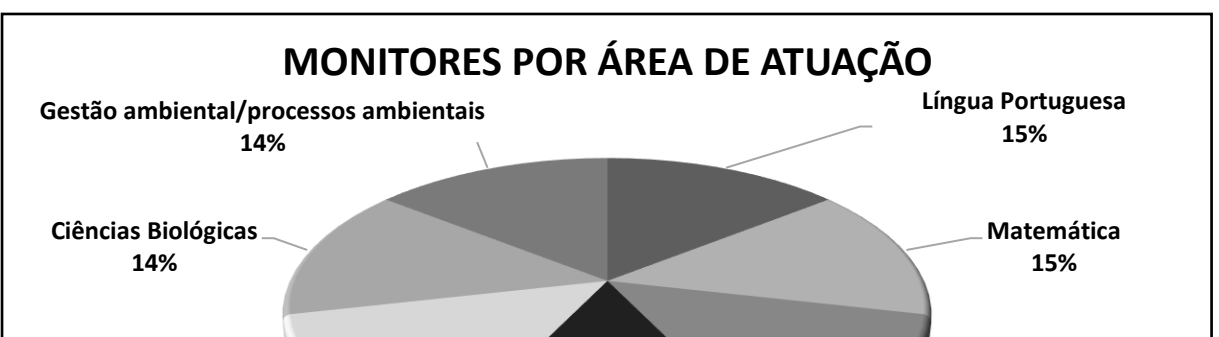 MONITORES POR ÁREA DE ATUAÇÃO
Gestão ambiental/processos ambientais
14%
Língua Portuguesa
15%
Ciências Biológicas
14%
Matemática
15%